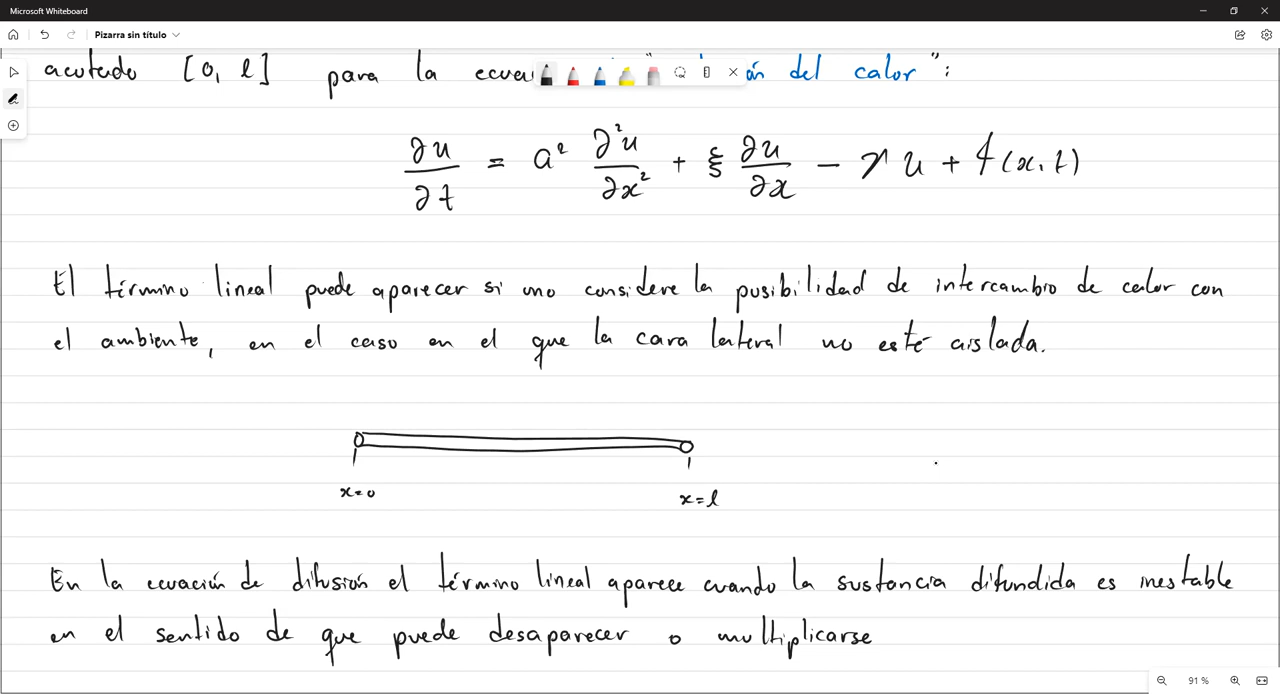 Microsoft Whiteboard
Pizarra sin título
acotado [0, l] para la án del calor":
∂u/∂t = a² ∂²u/∂x² + ξ ∂u/∂x - γu + f(x,t)
El término lineal puede aparecer si uno considere la posibilidad de intercambio de calor con
el ambiente, en el caso en el que la cara lateral no esté aislada.
x=0
x=l
En la ecuación de difusión el término lineal aparece cuando la sustancia difundida es inestable
en el sentido de que puede desaparecer o multiplicarse
91 %